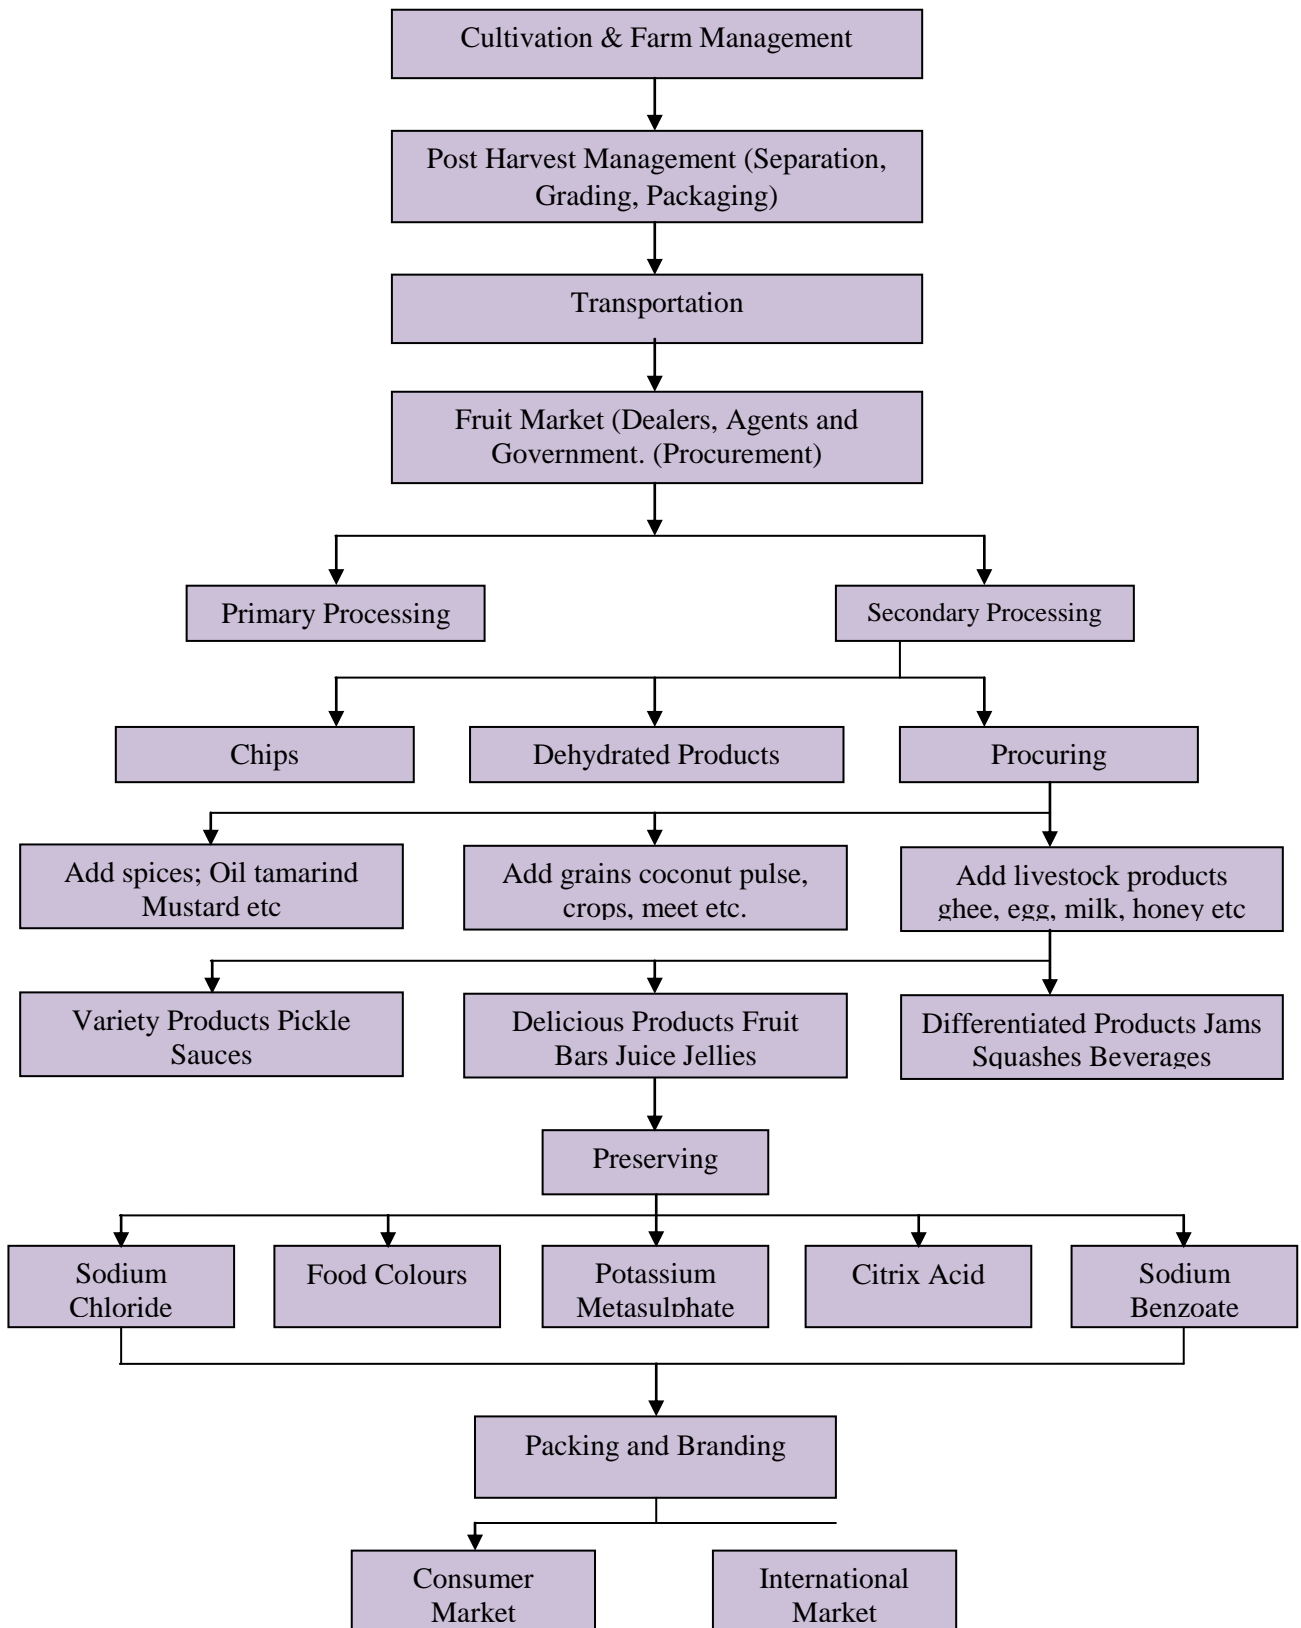 Cultivation & Farm Management
Post Harvest Management (Separation,
Grading, Packaging)
Transportation
Fruit Market (Dealers, Agents and
Government. (Procurement)
Primary Processing
Secondary Processing
Chips
Dehydrated Products
Procuring
Add spices; Oil tamarind
Mustard etc
Add grains coconut pulse,
crops, meet etc.
Add livestock products
ghee, egg, milk, honey etc
Variety Products Pickle
Sauces
Delicious Products Fruit
Bars Juice Jellies
Differentiated Products Jams
Squashes Beverages
Preserving
Sodium
Chloride
Food Colours
Potassium
Metasulphate
Citrix Acid
Sodium
Benzoate
Packing and Branding
Consumer
Market
International
Market